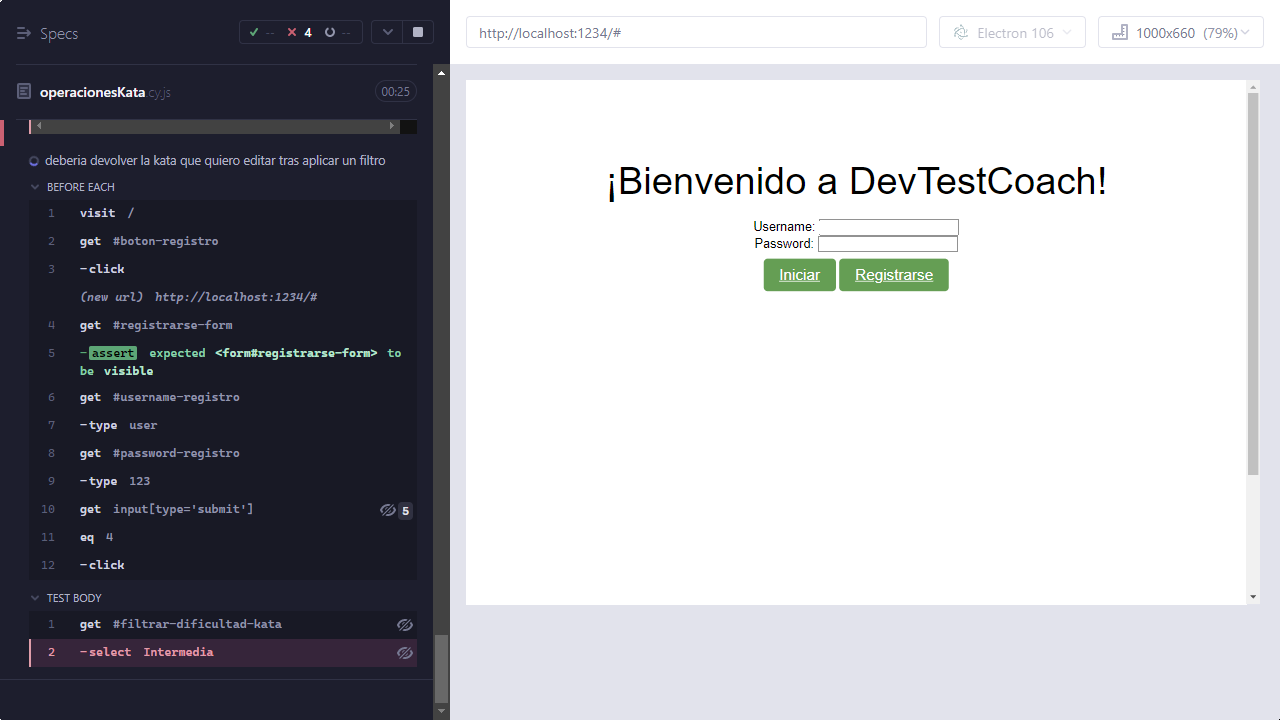 Specs
-- 4 --
http://localhost:1234/#
Electron 106
1000x660 (79%)
operacionesKata.cy.js
00:25
deberia devolver la kata que quiero editar tras aplicar un filtro
BEFORE EACH
1 visit /
2 get #boton-registro
3 -click
(new url) http://localhost:1234/#
4 get #registrarse-form
5 -assert expected <form#registrarse-form> to
be visible
6 get #username-registro
7 -type user
8 get #password-registro
9 -type 123
10 get input[type='submit'] 5
11 eq 4
12 -click
TEST BODY
1 get #filtrar-dificultad-kata
2 -select Intermedia
¡Bienvenido a DevTestCoach!
Username:
Password:
Iniciar Registrarse